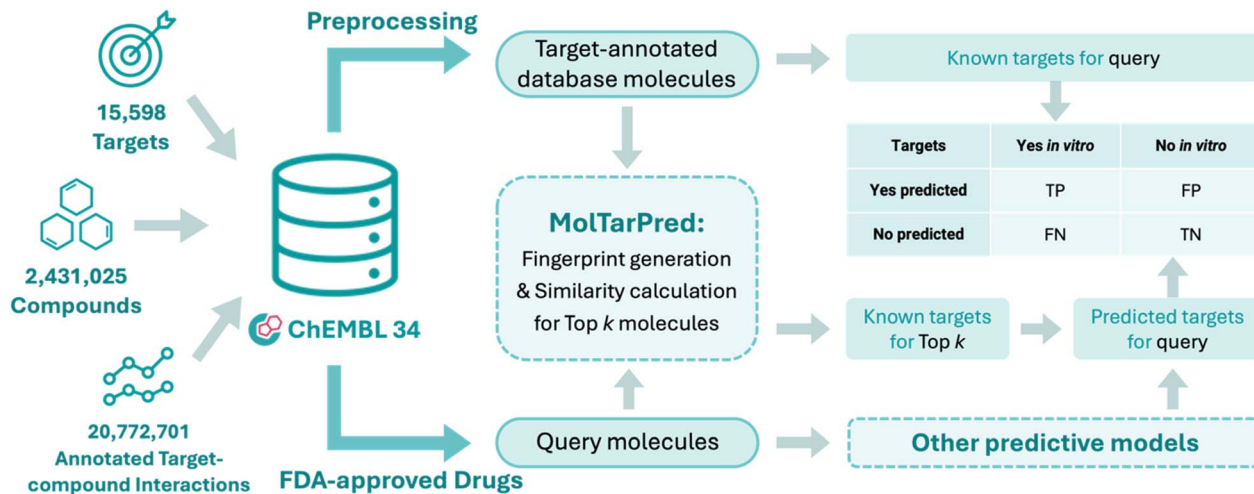 Preprocessing
15,598
Targets
2,431,025
Compounds
20,772,701
Annotated Target-
compound Interactions
ChEMBL 34
FDA-approved Drugs
Target-annotated
database molecules
MolTarPred:
Fingerprint generation
& Similarity calculation
for Top k molecules
Query molecules
Known targets for query
Targets Yes in vitro No in vitro
Yes predicted TP FP
No predicted FN TN
Known targets
for Top k
Predicted targets
for query
Other predictive models